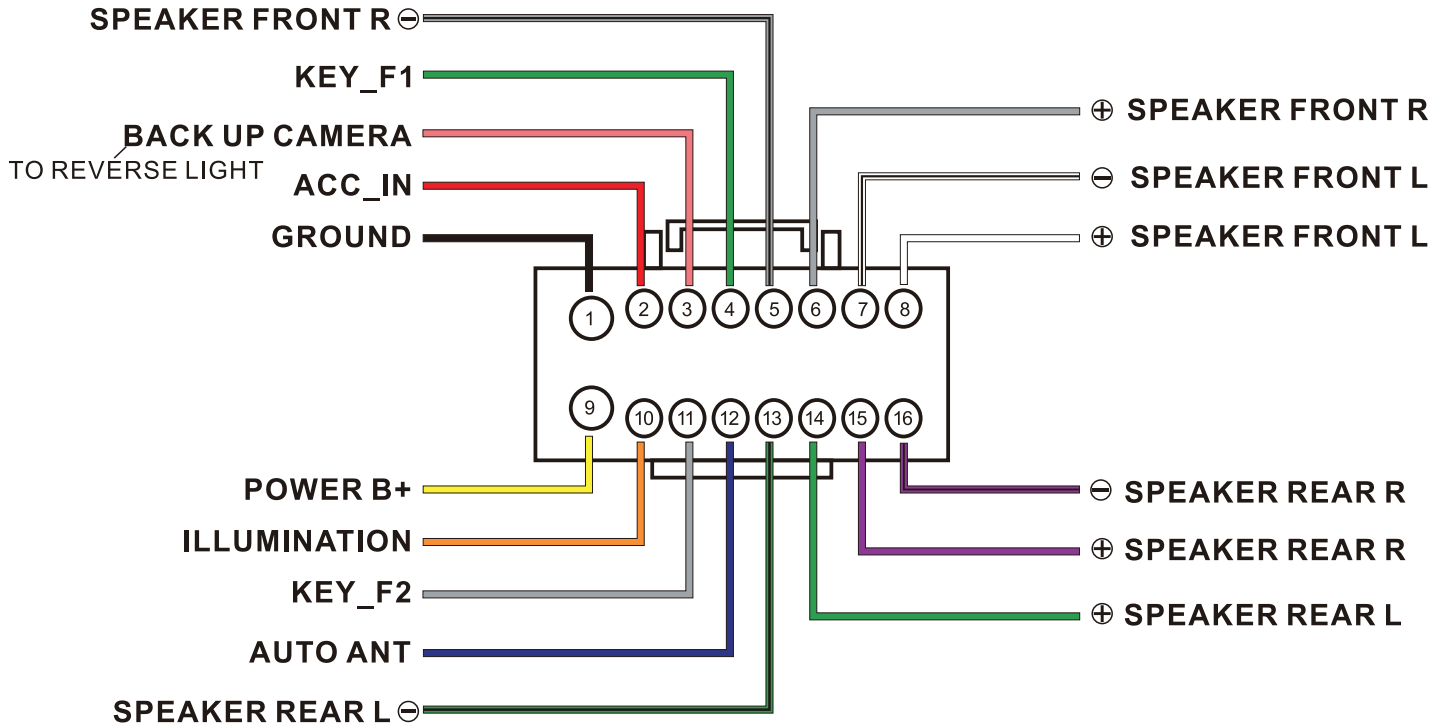 SPEAKER FRONT R ⊖
KEY_F1
BACK UP CAMERA
TO REVERSE LIGHT
ACC_IN
GROUND
⊕ SPEAKER FRONT R
⊖ SPEAKER FRONT L
⊕ SPEAKER FRONT L
1 2 3 4 5 6 7 8
9 10 11 12 13 14 15 16
POWER B+
ILLUMINATION
KEY_F2
AUTO ANT
SPEAKER REAR L ⊖
⊖ SPEAKER REAR R
⊕ SPEAKER REAR R
⊕ SPEAKER REAR L